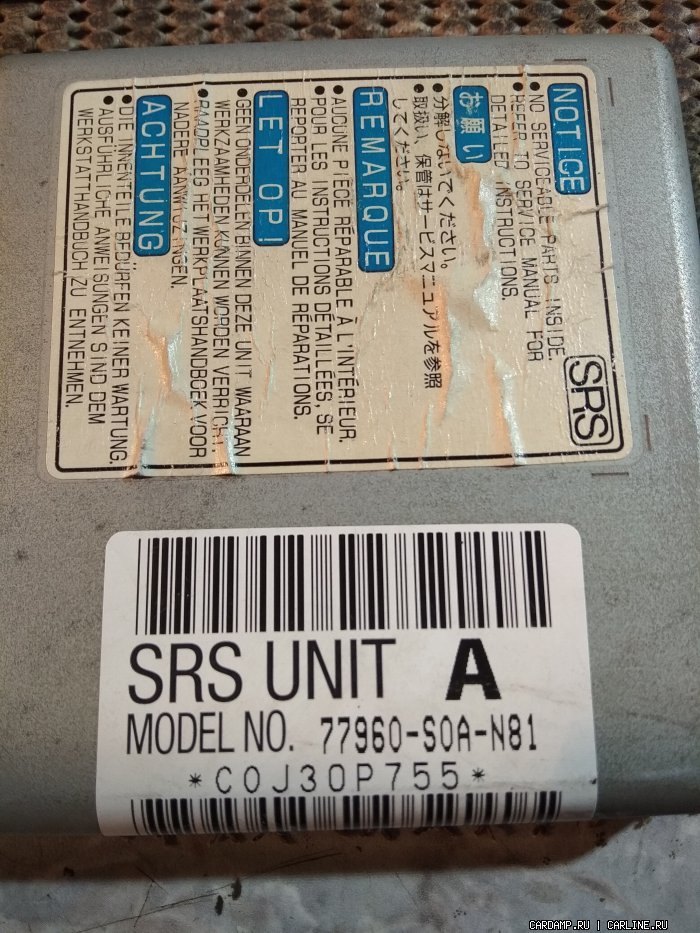 SRS
NOTICE
• NO SERVICEABLE PARTS INSIDE.
• REFER TO SERVICE MANUAL FOR
DETAILED INSTRUCTIONS.
お願い
• 分解しないでください。
• 取扱い、保管はサービスマニュアルを参照
してください。
REMARQUE
• AUCUNE PIECE RÉPARABLE À L'INTÉRIEUR.
• POUR LES INSTRUCTIONS DÉTAILLÉES, SE
REPORTER AU MANUEL DE RÉPARATIONS.
LET OP!
• GEEN ONDERDELEN BINNEN DEZE UNIT WAARAAN
WERKZAAMHEDEN KUNNEN WORDEN VERRICHT.
• RAADPLEEG HET WERKPLAATSHANDBOEK VOOR
NADERE AANWIJZINGEN.
ACHTUNG
• DIE INNENTEILE BEDÜRFEN KEINER WARTUNG.
• AUSFÜHRLICHE ANWEISUNGEN SIND DEM
WERKSTATTHANDBUCH ZU ENTNEHMEN.
SRS UNIT A
MODEL NO. 77960-S0A-N81
*C0J30P755*
CARDAMP.RU | CARLINE.RU